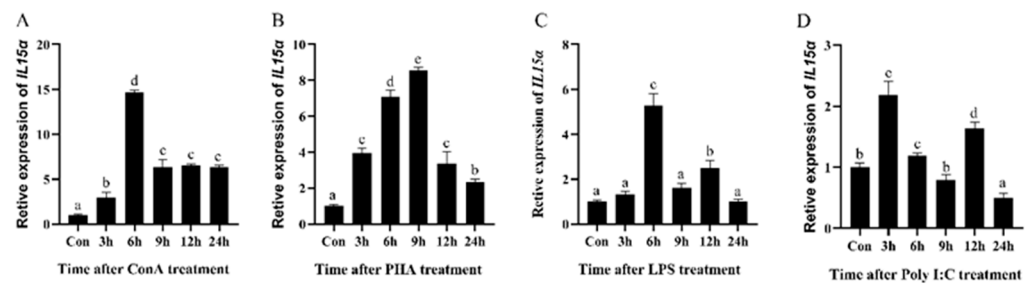 A
Retive expression of IL15α
20
15
10
5
0
a
b
d
c
c
c
Con 3h 6h 9h 12h 24h
Time after ConA treatment
B
Retive expression of IL15α
10
8
6
4
2
0
a
c
d
e
c
b
Con 3h 6h 9h 12h 24h
Time after PHA treatment
C
Retive expression of IL15α
8
6
4
2
0
a
a
c
a
b
a
Con 3h 6h 9h 12h 24h
Time after LPS treatment
D
Retive expression of IL15α
3
2
1
0
b
c
c
b
d
a
Con 3h 6h 9h 12h 24h
Time after Poly I:C treatment